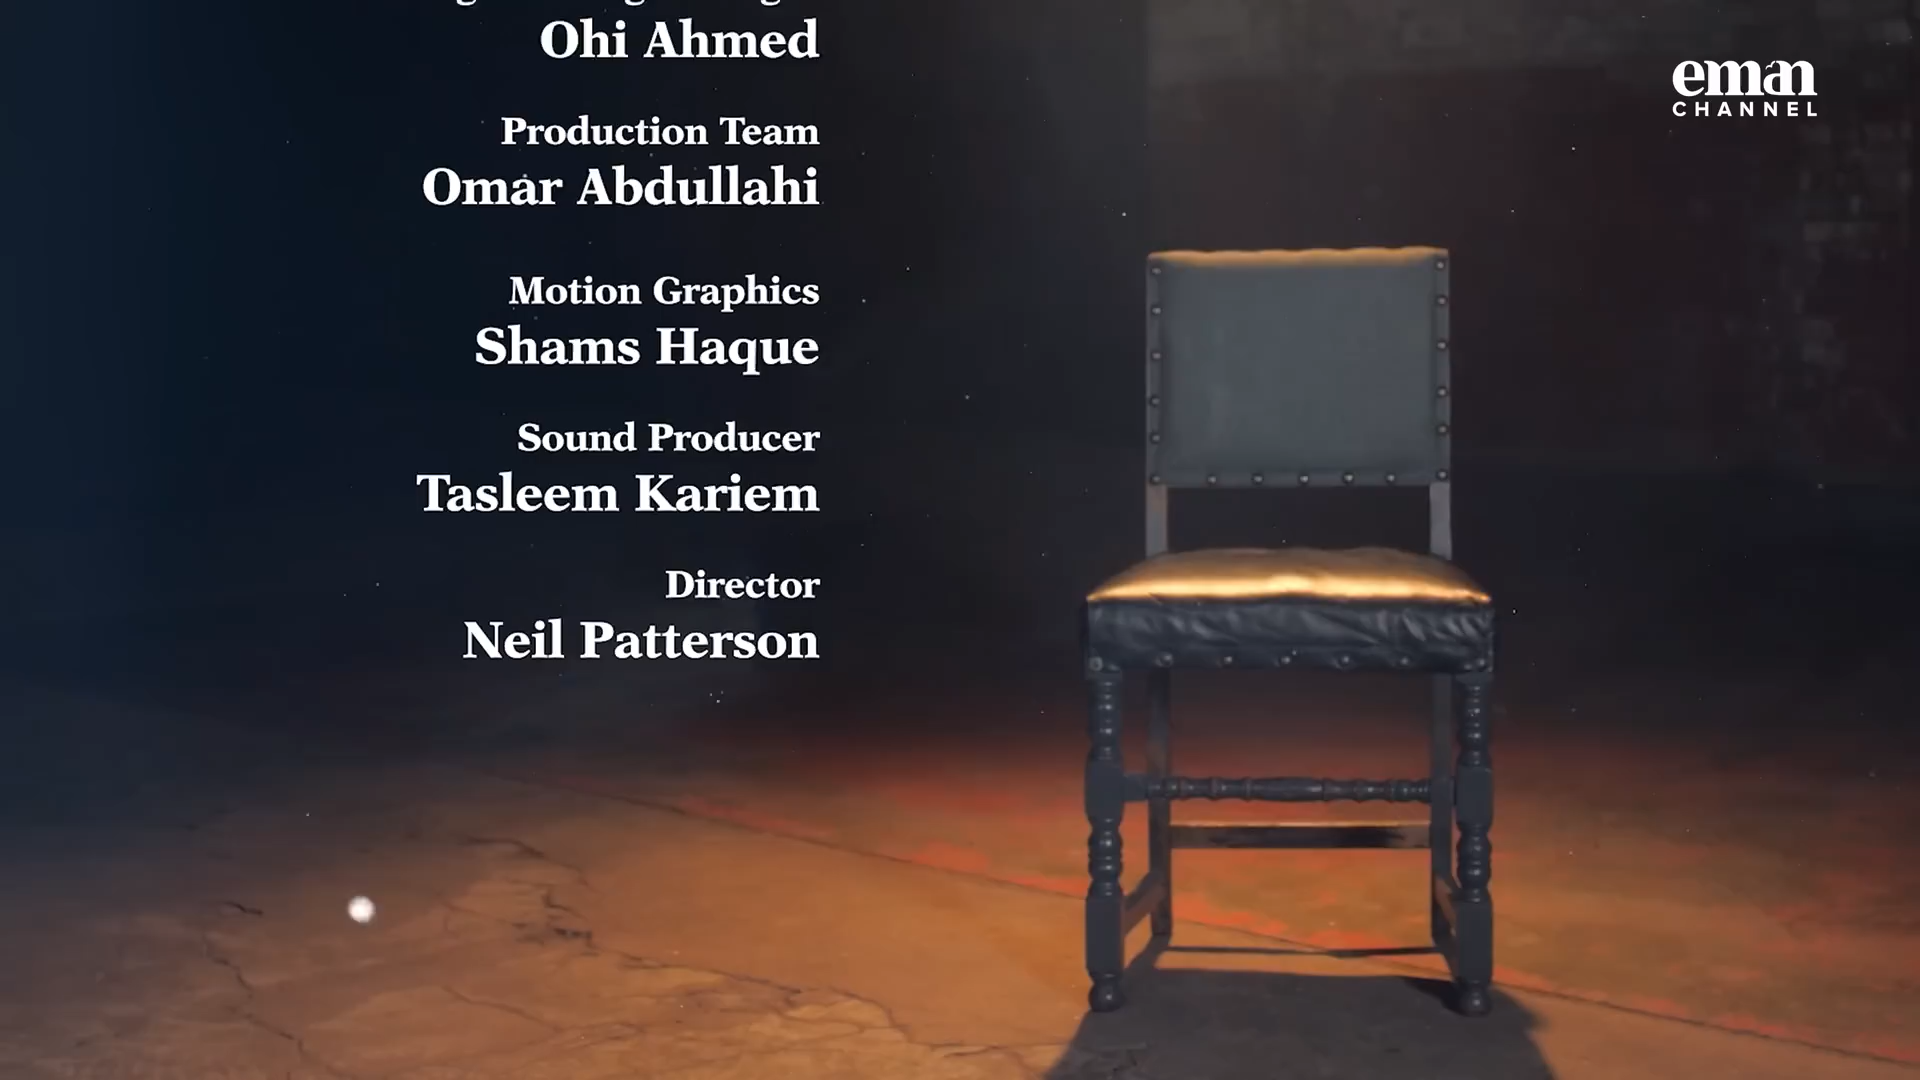 Ohi Ahmed
Production Team
Omar Abdullahi
Motion Graphics
Shams Haque
Sound Producer
Tasleem Kariem
Director
Neil Patterson
eman
CHANNEL